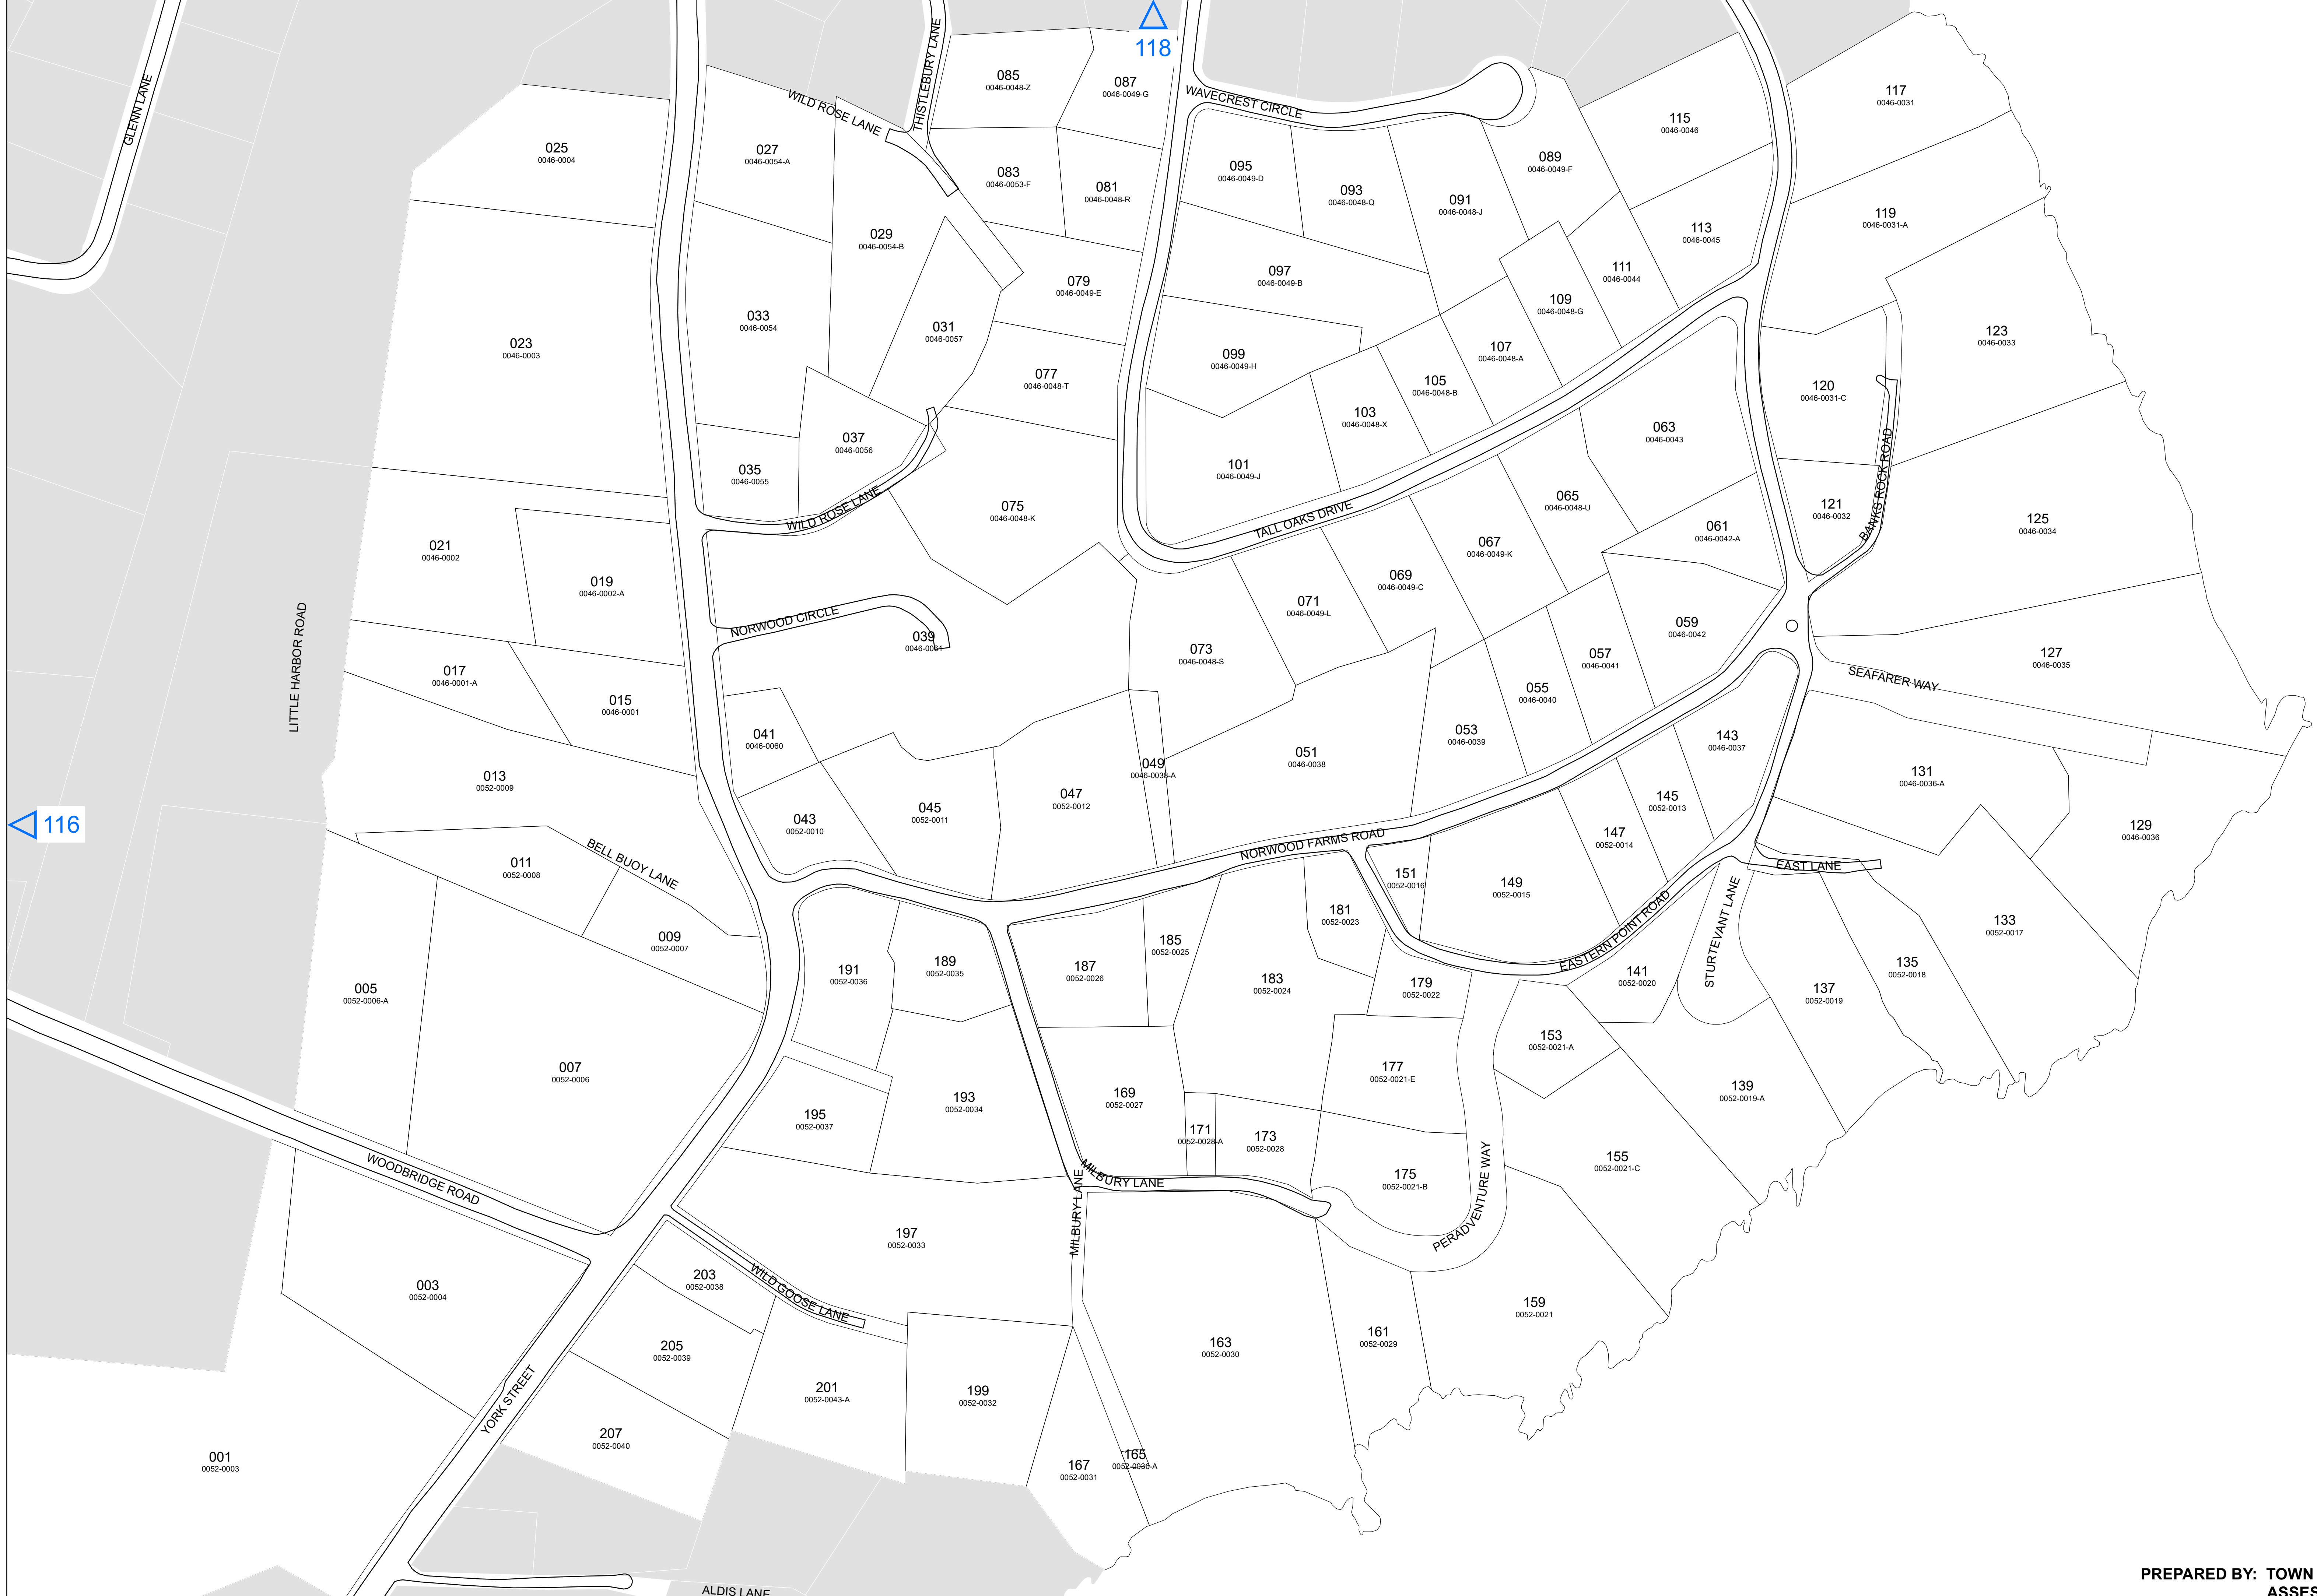 118
GLENN LANE
WILD ROSE LANE
THISTLEBURY LANE
WAVECREST CIRCLE
085
0046-0048-Z
087
0046-0049-G
117
0046-0031
115
0046-0046
025
0046-0004
027
0046-0054-A
083
0046-0053-F
081
0046-0048-R
095
0046-0049-D
093
0046-0048-Q
091
0046-0048-J
089
0046-0049-F
119
0046-0031-A
029
0046-0054-B
113
0046-0045
111
0046-0044
079
0046-0049-E
097
0046-0049-B
109
0046-0048-G
033
0046-0054
031
0046-0057
023
0046-0003
123
0046-0033
107
0046-0048-A
099
0046-0049-H
077
0046-0048-T
105
0046-0048-B
120
0046-0031-C
103
0046-0048-X
063
0046-0043
037
0046-0056
035
0046-0055
101
0046-0049-J
BANKS ROCK ROAD
WILD ROSE LANE
075
0046-0048-K
TALL OAKS DRIVE
065
0046-0048-U
121
0046-0032
125
0046-0034
061
0046-0042-A
021
0046-0002
067
0046-0049-K
019
0046-0002-A
069
0046-0049-C
071
0046-0049-L
LITTLE HARBOR ROAD
NORWOOD CIRCLE
039
0046-0061
059
0046-0042
073
0046-0048-S
057
0046-0041
127
0046-0035
SEAFARER WAY
017
0046-0001-A
015
0046-0001
055
0046-0040
041
0046-0060
053
0046-0039
143
0046-0037
051
0046-0038
049
0046-0038-A
013
0052-0009
131
0046-0036-A
047
0052-0012
145
0052-0013
045
0052-0011
043
0052-0010
116
129
0046-0036
147
0052-0014
NORWOOD FARMS ROAD
BELL BUOY LANE
011
0052-0008
EAST LANE
151
0052-0016
149
0052-0015
STURTEVANT LANE
EASTERN POINT ROAD
181
0052-0023
133
0052-0017
009
0052-0007
185
0052-0025
189
0052-0035
187
0052-0026
191
0052-0036
135
0052-0018
141
0052-0020
183
0052-0024
179
0052-0022
005
0052-0006-A
137
0052-0019
153
0052-0021-A
007
0052-0006
177
0052-0021-E
139
0052-0019-A
169
0052-0027
193
0052-0034
195
0052-0037
171
0052-0028-A
173
0052-0028
155
0052-0021-C
WOODBRIDGE ROAD
MILBURY LANE
MILBURY LANE
175
0052-0021-B
PERADVENTURE WAY
197
0052-0033
203
0052-0038
WILD GOOSE LANE
003
0052-0004
159
0052-0021
161
0052-0029
163
0052-0030
205
0052-0039
201
0052-0043-A
199
0052-0032
YORK STREET
207
0052-0040
001
0052-0003
165
0052-0030-A
167
0052-0031
ALDIS LANE
PREPARED BY: TOWN
ASSES